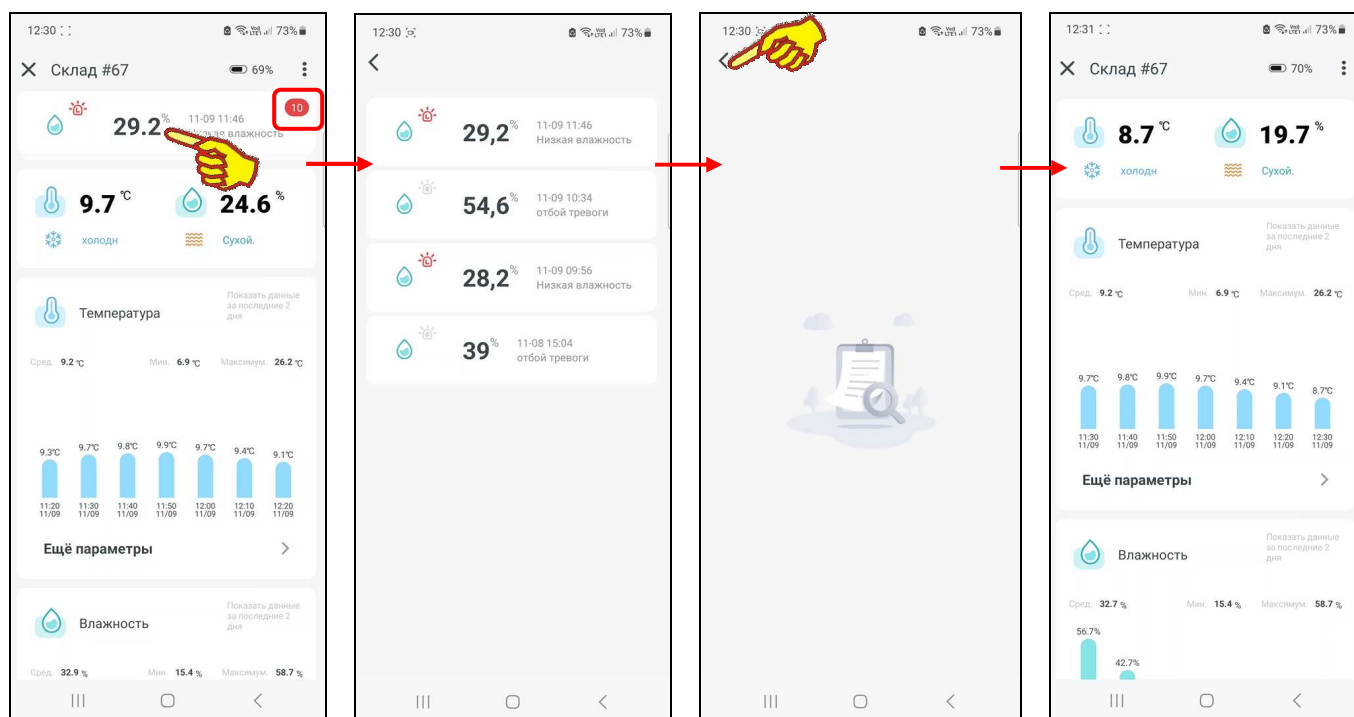 12:30
73%
Склад #67
69%
10
29.2%
11-09 11:46
влажность
9.7 °C
24.6 %
холодн
Сухой.
Температура
Показать данные
за последние 2
дня
Сред. 9.2 °C
Мин. 6.9 °C
Максимум. 26.2 °C
9.3°C 9.7°C 9.8°C 9.9°C 9.7°C 9.4°C 9.1°C
11:20 11:30 11:40 11:50 12:00 12:10 12:20
11/09 11/09 11/09 11/09 11/09 11/09 11/09
Ещё параметры
Влажность
Показать данные
за последние 2
дня
Сред. 32.9 %
Мин. 15.4 %
Максимум. 58.7 %
12:30
73%
29,2%
11-09 11:46
Низкая влажность
54,6%
11-09 10:34
отбой тревоги
28,2%
11-09 09:56
Низкая влажность
39%
11-08 15:04
отбой тревоги
12:30
73%
12:31
73%
Склад #67
70%
8.7 °C
19.7 %
холодн
Сухой.
Температура
Показать данные
за последние 2
дня
Сред. 9.2 °C
Мин. 6.9 °C
Максимум. 26.2 °C
9.7°C 9.8°C 9.9°C 9.7°C 9.4°C 9.1°C 8.7°C
11:30 11:40 11:50 12:00 12:10 12:20 12:30
11/09 11/09 11/09 11/09 11/09 11/09 11/09
Ещё параметры
Влажность
Показать данные
за последние 2
дня
Сред. 32.7 %
Мин. 15.4 %
Максимум. 58.7 %
56.7%
42.7%